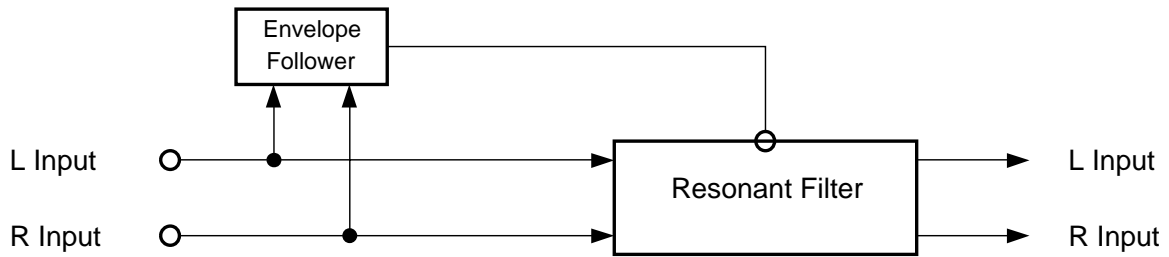 Envelope
Follower
L Input
L Input
Resonant Filter
R Input
R Input